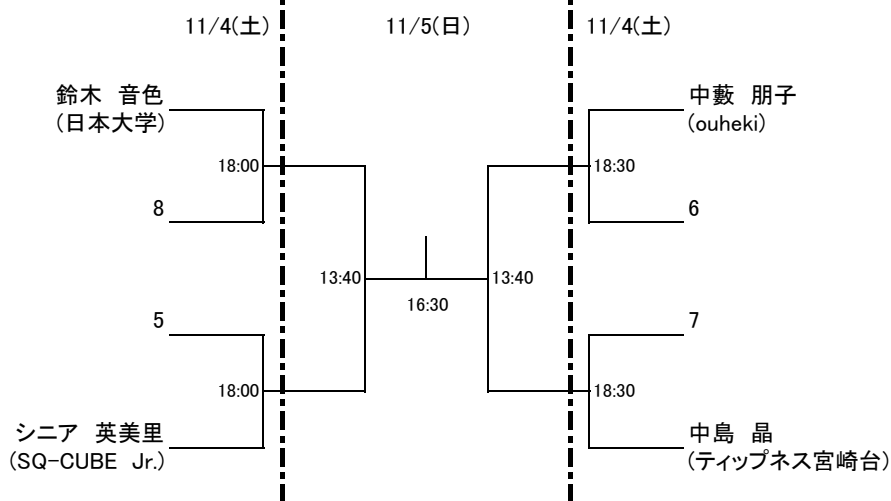 11/4(土)
11/5(日)
11/4(土)
鈴木　音色
(日本大学)
18:00
8
5
18:00
シニア　英美里
(SQ-CUBE Jr.)
13:40
16:30
13:40
中藪　朋子
(ouheki)
18:30
6
7
18:30
中島　晶
(ティップネス宮崎台)